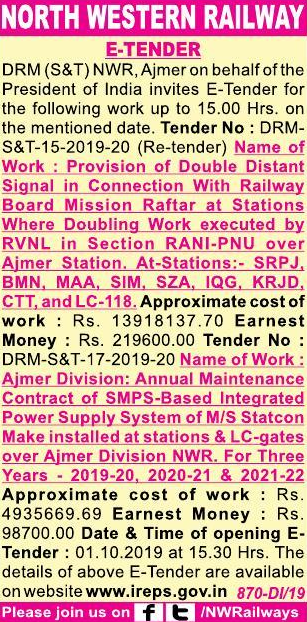 NORTH WESTERN RAILWAY
E-TENDER
DRM (S&T) NWR, Ajmer on behalf of the
President of India invites E-Tender for
the following work up to 15.00 Hrs. on
the mentioned date. Tender No : DRM-
S&T-15-2019-20 (Re-tender) Name of
Work : Provision of Double Distant
Signal in Connection With Railway
Board Mission Raftar at Stations
Where Doubling Work executed by
RVNL in Section RANI-PNU over
Ajmer Station. At-Stations:- SRPJ,
BMN, MAA, SIM, SZA, IQG, KRJD,
CTT, and LC-118. Approximate cost of
work : Rs. 13918137.70 Earnest
Money : Rs. 219600.00 Tender No :
DRM-S&T-17-2019-20 Name of Work :
Ajmer Division: Annual Maintenance
Contract of SMPS-Based Integrated
Power Supply System of M/S Statcon
Make installed at stations & LC-gates
over Ajmer Division NWR. For Three
Years - 2019-20, 2020-21 & 2021-22
Approximate cost of work : Rs.
4935669.69 Earnest Money : Rs.
98700.00 Date & Time of opening E-
Tender : 01.10.2019 at 15.30 Hrs. The
details of above E-Tender are available
on website www.ireps.gov.in 870-DI/19
Please join us on f t /NWRailways